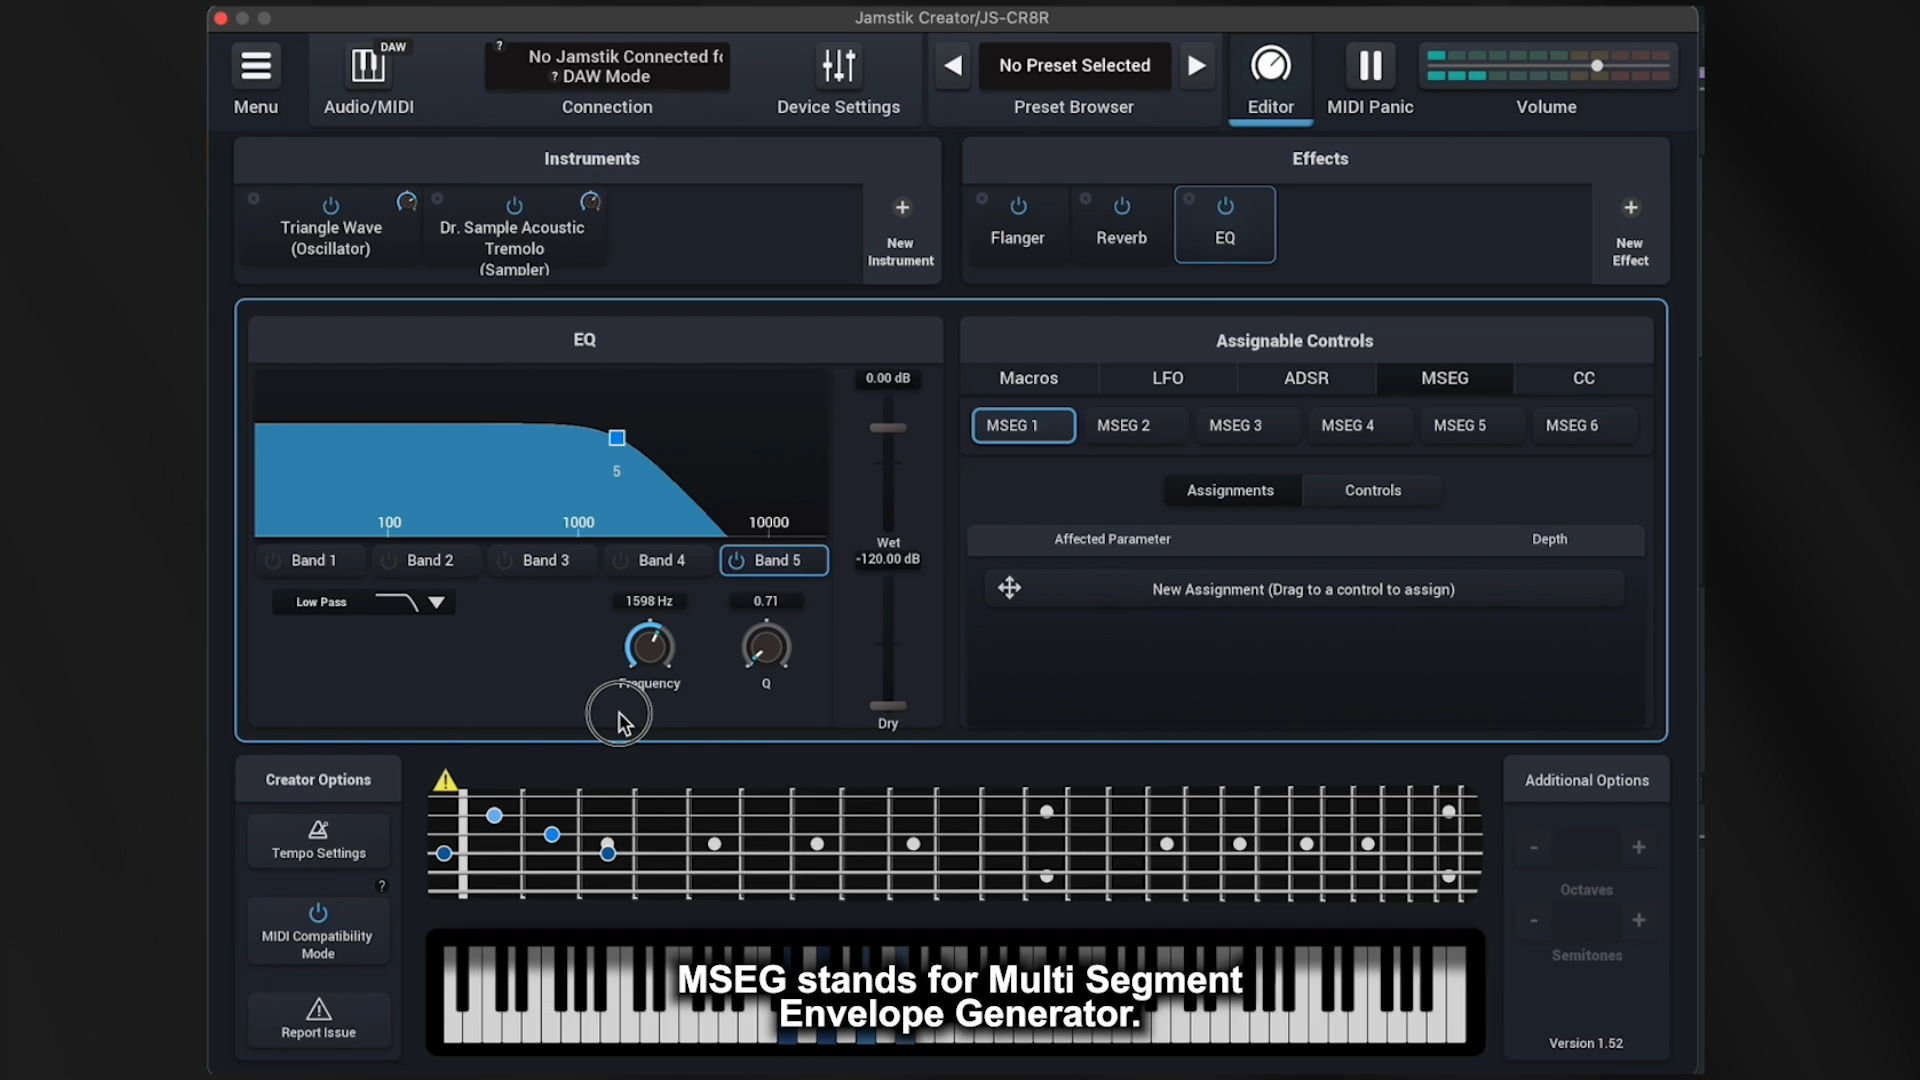 Jamstik Creator/JS-CR8R
Menu
DAW
Audio/MIDI
?
No Jamstik Connected fo
? DAW Mode
Connection
Device Settings
No Preset Selected
Preset Browser
Editor
MIDI Panic
Volume
Instruments
Triangle Wave
(Oscillator)
Dr. Sample Acoustic
Tremolo
(Sampler)
+
New
Instrument
Effects
Flanger
Reverb
EQ
+
New
Effect
EQ
5
100
1000
10000
Band 1
Band 2
Band 3
Band 4
Band 5
Low Pass
1598 Hz
Frequency
0.71
Q
0.00 dB
Wet
-120.00 dB
Dry
Assignable Controls
Macros
LFO
ADSR
MSEG
CC
MSEG 1
MSEG 2
MSEG 3
MSEG 4
MSEG 5
MSEG 6
Assignments
Controls
Affected Parameter
Depth
New Assignment (Drag to a control to assign)
Creator Options
Tempo Settings
?
MIDI Compatibility
Mode
Report Issue
Additional Options
- +
Octaves
- +
Semitones
Version 1.52
MSEG stands for Multi Segment
Envelope Generator.